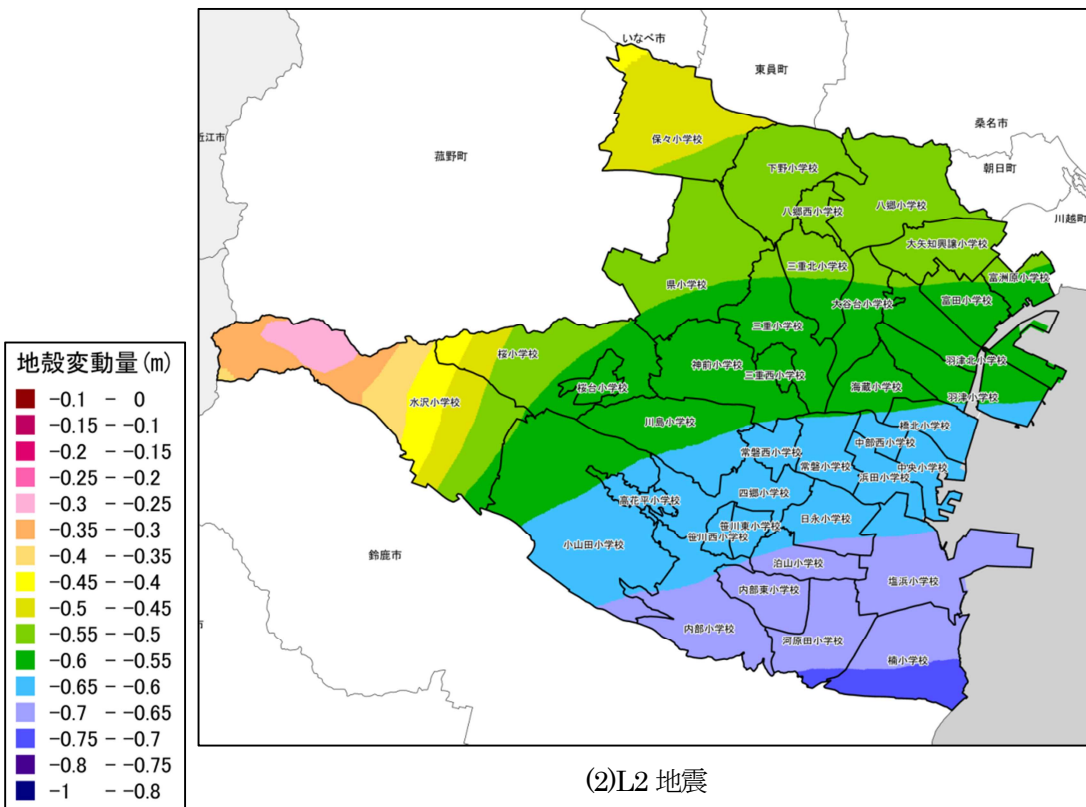 いなべ市
東員町
桑名市
近江市
保々小学校
菰野町
朝日町
下野小学校
八郷西小学校
八郷小学校
川越町
大矢知興譲小学校
三重北小学校
富洲原小学校
県小学校
大谷台小学校
富田小学校
三重小学校
桜小学校
神前小学校
羽津北小学校
三重西小学校
桜台小学校
海蔵小学校
羽津小学校
水沢小学校
川島小学校
橋北小学校
中部西小学校
常磐西小学校
常磐小学校
中央小学校
浜田小学校
高花平小学校
四郷小学校
日永小学校
笹川東小学校
笹川西小学校
小山田小学校
鈴鹿市
泊山小学校
塩浜小学校
内部東小学校
市
内部小学校
河原田小学校
楠小学校
地殻変動量(m)
-0.1 - 0
-0.15 - -0.1
-0.2 - -0.15
-0.25 - -0.2
-0.3 - -0.25
-0.35 - -0.3
-0.4 - -0.35
-0.45 - -0.4
-0.5 - -0.45
-0.55 - -0.5
-0.6 - -0.55
-0.65 - -0.6
-0.7 - -0.65
-0.75 - -0.7
-0.8 - -0.75
-1 - -0.8
(2)L2 地震